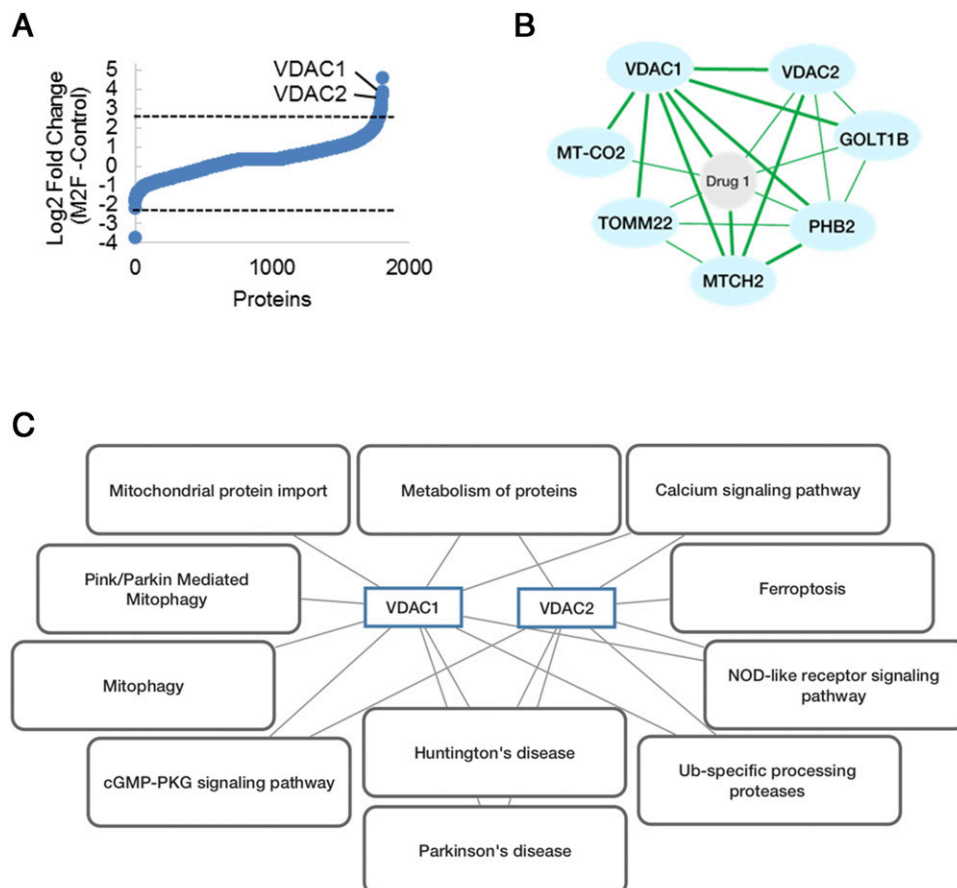 A
Log2 Fold Change
(M2F -Control)
5
4
3
2
1
0
-1
-2
-3
-4
VDAC1
VDAC2
0
1000
2000
Proteins
B
VDAC1
VDAC2
MT-CO2
GOLT1B
Drug 1
TOMM22
PHB2
MTCH2
C
Mitochondrial protein import
Metabolism of proteins
Calcium signaling pathway
Pink/Parkin Mediated
Mitophagy
VDAC1
VDAC2
Ferroptosis
Mitophagy
NOD-like receptor signaling
pathway
cGMP-PKG signaling pathway
Huntington's disease
Ub-specific processing
proteases
Parkinson's disease